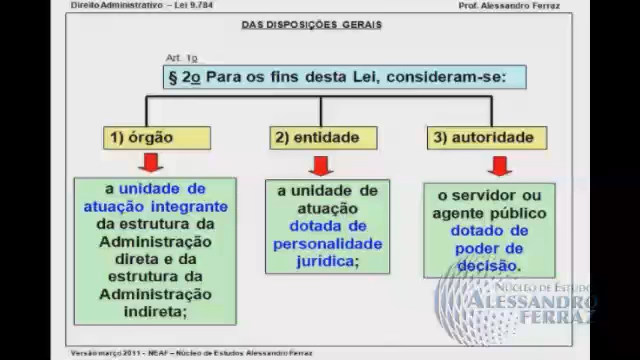 Direito Administrativo – Lei 9.784
Prof. Alessandro Ferraz
DAS DISPOSIÇÕES GERAIS
Art. 1o
§ 2o Para os fins desta Lei, consideram-se:
1) órgão
2) entidade
3) autoridade
a unidade de
atuação integrante
da estrutura da
Administração
direta e da
estrutura da
Administração
indireta;
a unidade de
atuação
dotada de
personalidade
jurídica;
o servidor ou
agente público
dotado de
poder de
decisão.
NÚCLEO DE ESTUDOS
ALESSANDRO
FERRAZ
Versão março 2011 - NEAF – Núcleo de Estudos Alessandro Ferraz